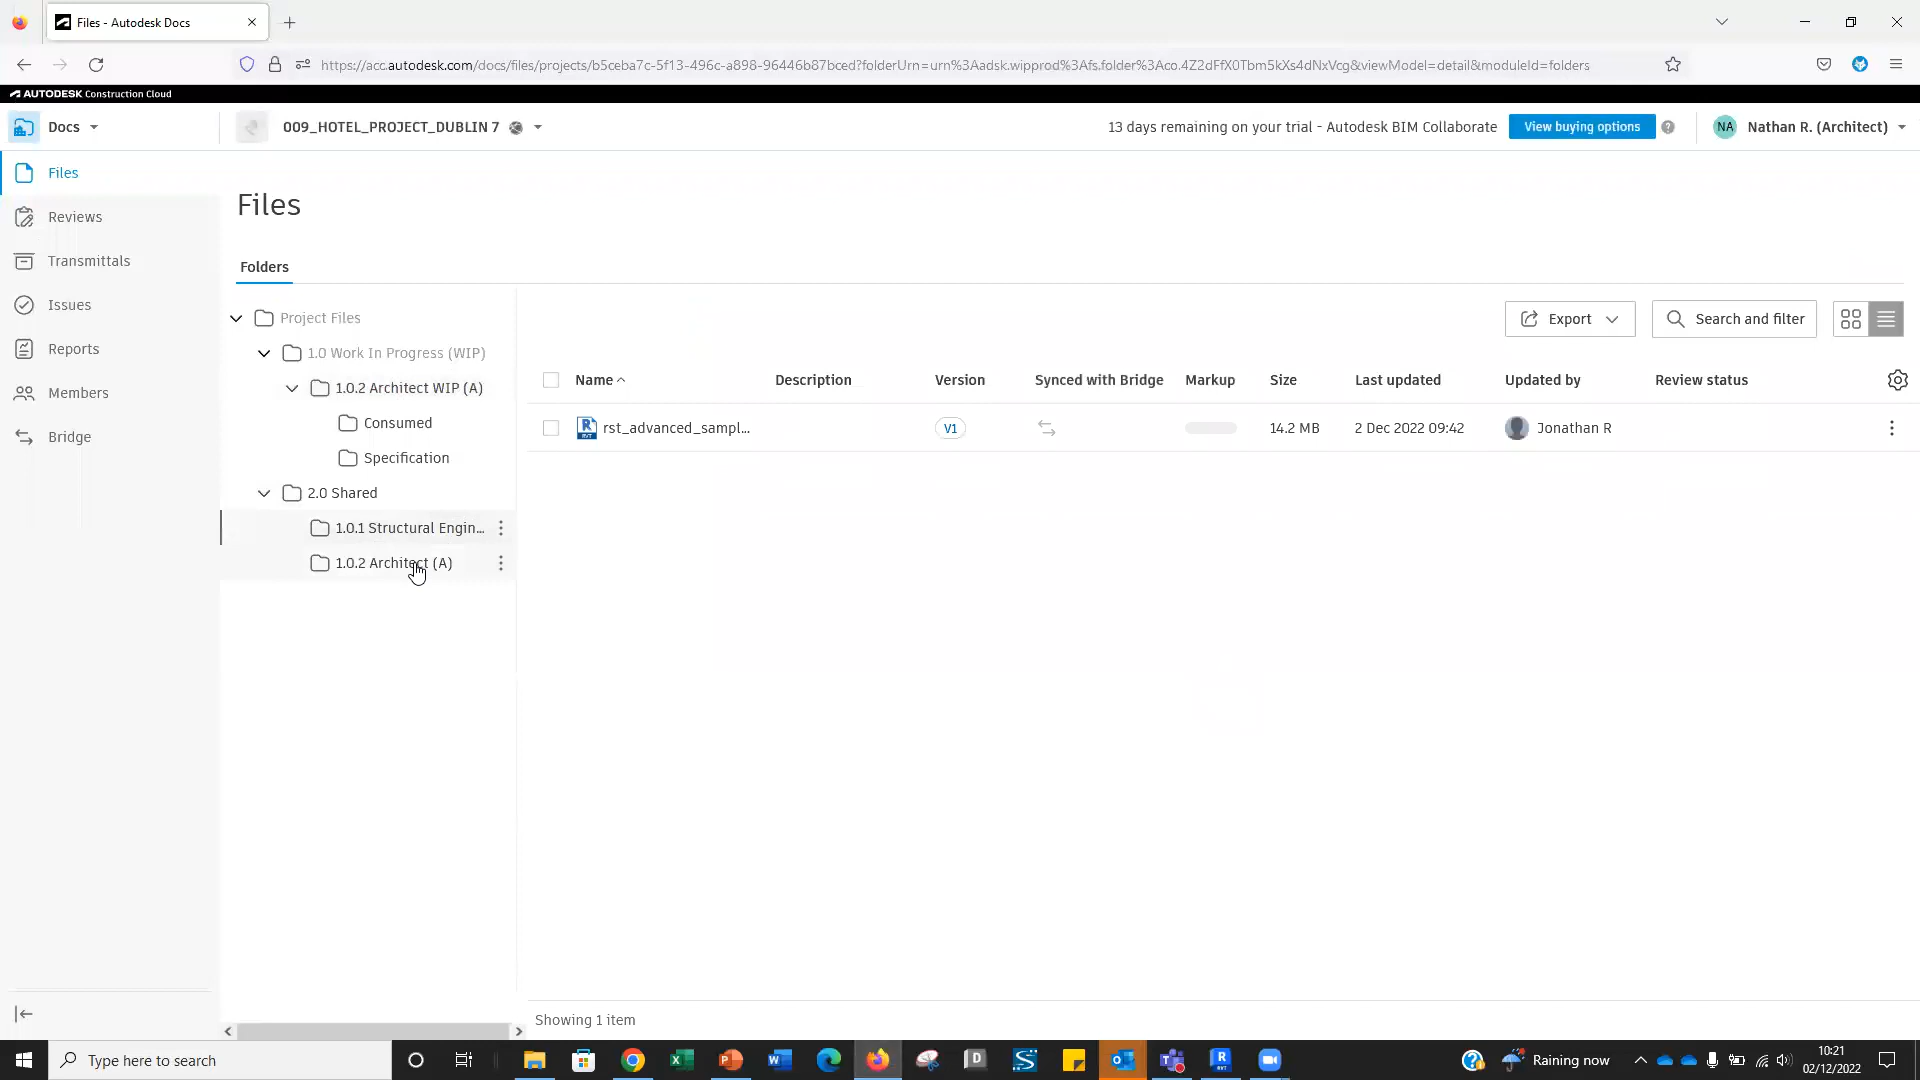 Files - Autodesk Docs
https://acc.autodesk.com/docs/files/projects/b5ceba7c-5f13-496c-a898-96446b87bced?folderUrn=urn%3Aadsk.wipprod%3Afs.folder%3Aco.4Z2dFfX0Tbm5kXs4dNxVcg&viewModel=detail&moduleId=folders
AUTODESK Construction Cloud
Docs
009_HOTEL_PROJECT_DUBLIN 7
13 days remaining on your trial - Autodesk BIM Collaborate
View buying options
NA
Nathan R. (Architect)
Files
Reviews
Transmittals
Issues
Reports
Members
Bridge
Files
Folders
Project Files
1.0 Work In Progress (WIP)
1.0.2 Architect WIP (A)
Consumed
Specification
2.0 Shared
1.0.1 Structural Engin...
1.0.2 Architect (A)
Export
Search and filter
Name Description Version Synced with Bridge Markup Size Last updated Updated by Review status
rst_advanced_sampl... V1 14.2 MB 2 Dec 2022 09:42 Jonathan R
Showing 1 item
Type here to search
Raining now
10:21
02/12/2022